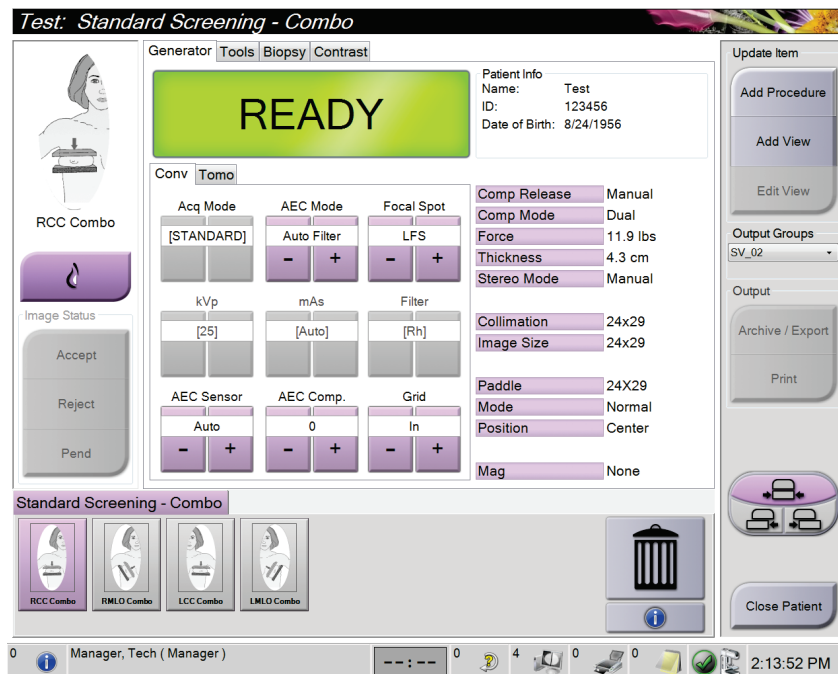 Test: Standard Screening - Combo
Generator Tools Biopsy Contrast
READY
Patient Info
Name: Test
ID: 123456
Date of Birth: 8/24/1956
RCC Combo
Image Status
Accept
Reject
Pend
Conv Tomo
Acq Mode AEC Mode Focal Spot
[STANDARD] Auto Filter LFS
- + - +
kVp mAs Filter
[25] [Auto] [Rh]
AEC Sensor AEC Comp. Grid
Auto 0 In
- + - + - +
Comp Release Manual
Comp Mode Dual
Force 11.9 lbs
Thickness 4.3 cm
Stereo Mode Manual
Collimation 24x29
Image Size 24x29
Paddle 24X29
Mode Normal
Position Center
Mag None
Update Item
Add Procedure
Add View
Edit View
Output Groups
SV_02
Output
Archive / Export
Print
Close Patient
Standard Screening - Combo
RCC Combo RMLO Combo LCC Combo LMLO Combo
0 Manager, Tech ( Manager ) --:-- 0 4 0 0 2:13:52 PM